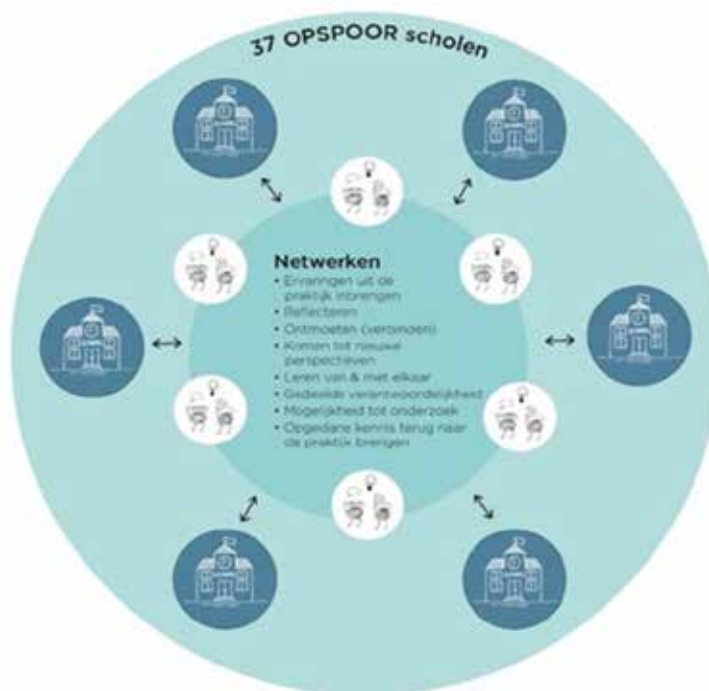 37 OPSPOOR scholen
Netwerken
• Ervaringen uit de
praktijk inbrengen
• Reflecteren
• Ontmoeten (verbinden)
• Komen tot nieuwe
perspectieven
• Leren van & met elkaar
• Gedeelde verantwoordelijkheid
• Mogelijkheid tot onderzoek
• Opgedane kennis terug naar
de praktijk brengen